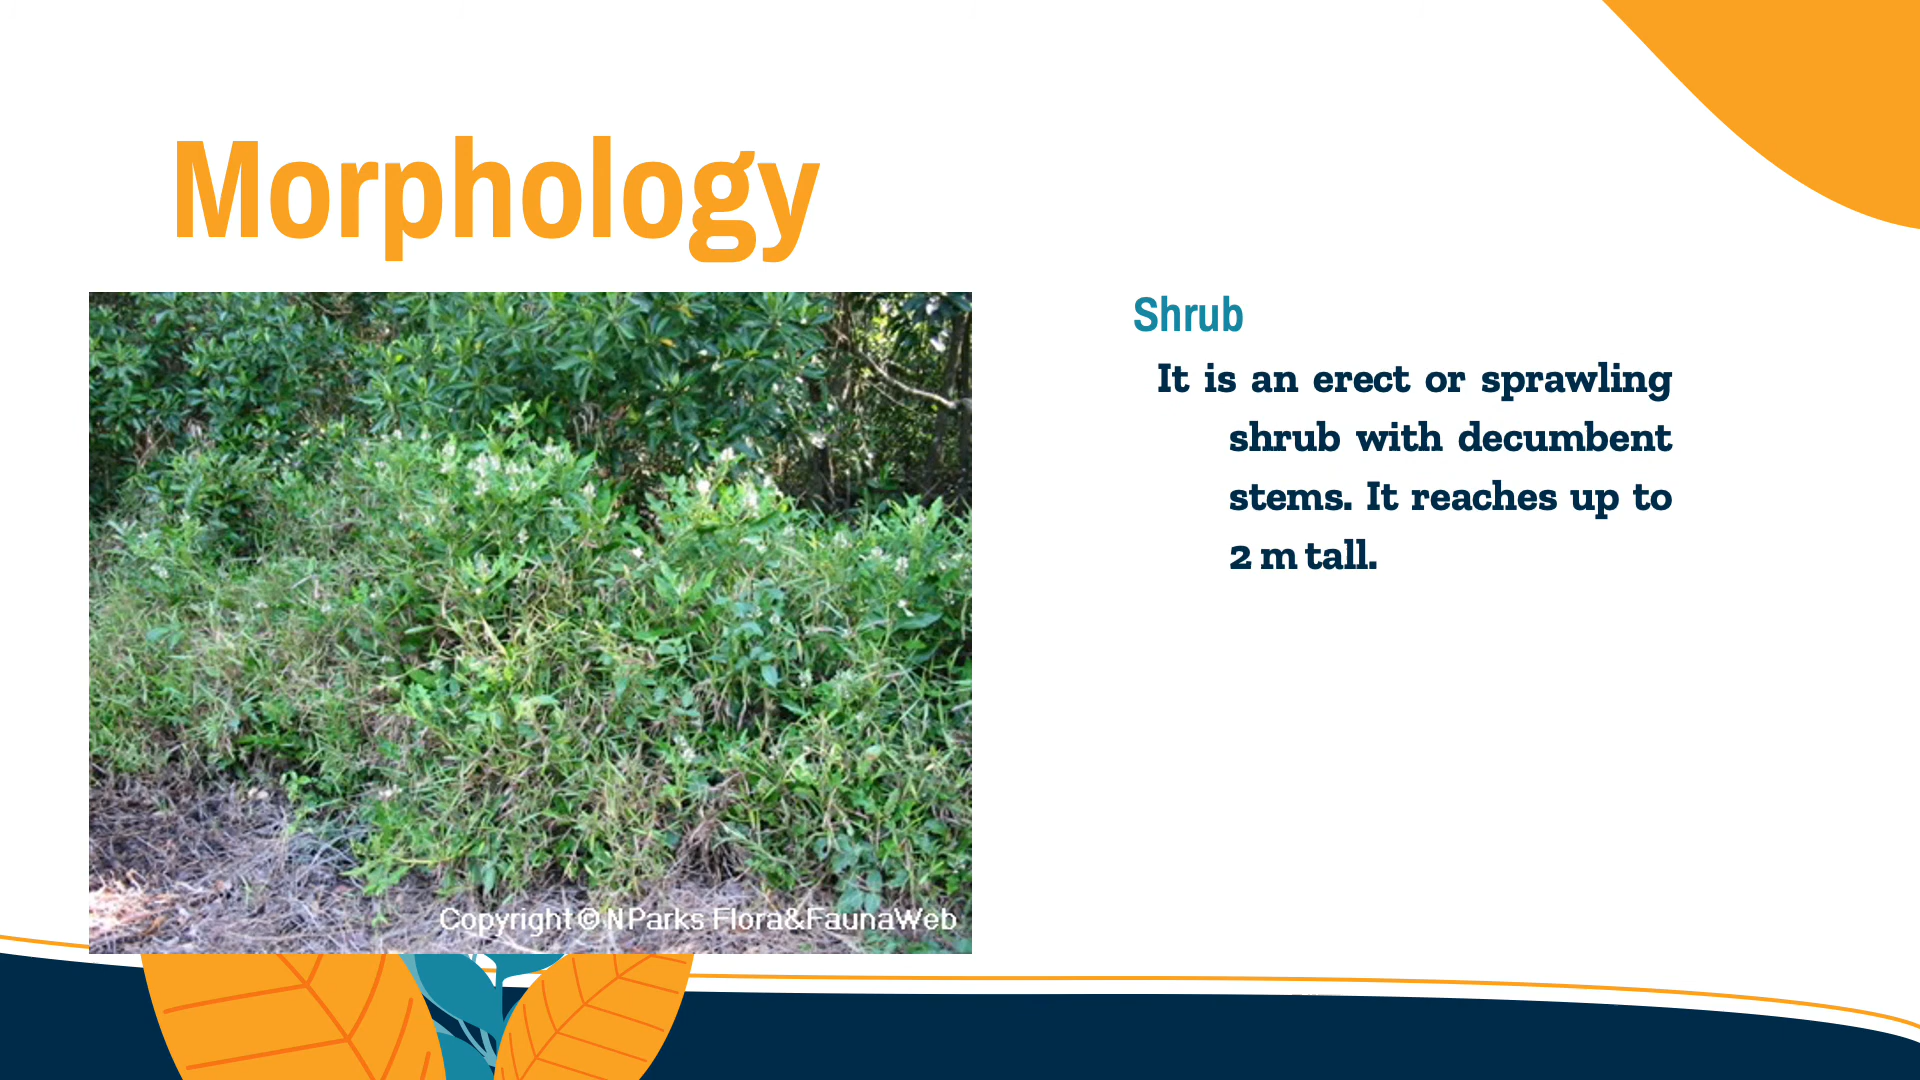 Morphology
Shrub
It is an erect or sprawling
shrub with decumbent
stems. It reaches up to
2 m tall.
Copyright © NParks Flora&FaunaWeb